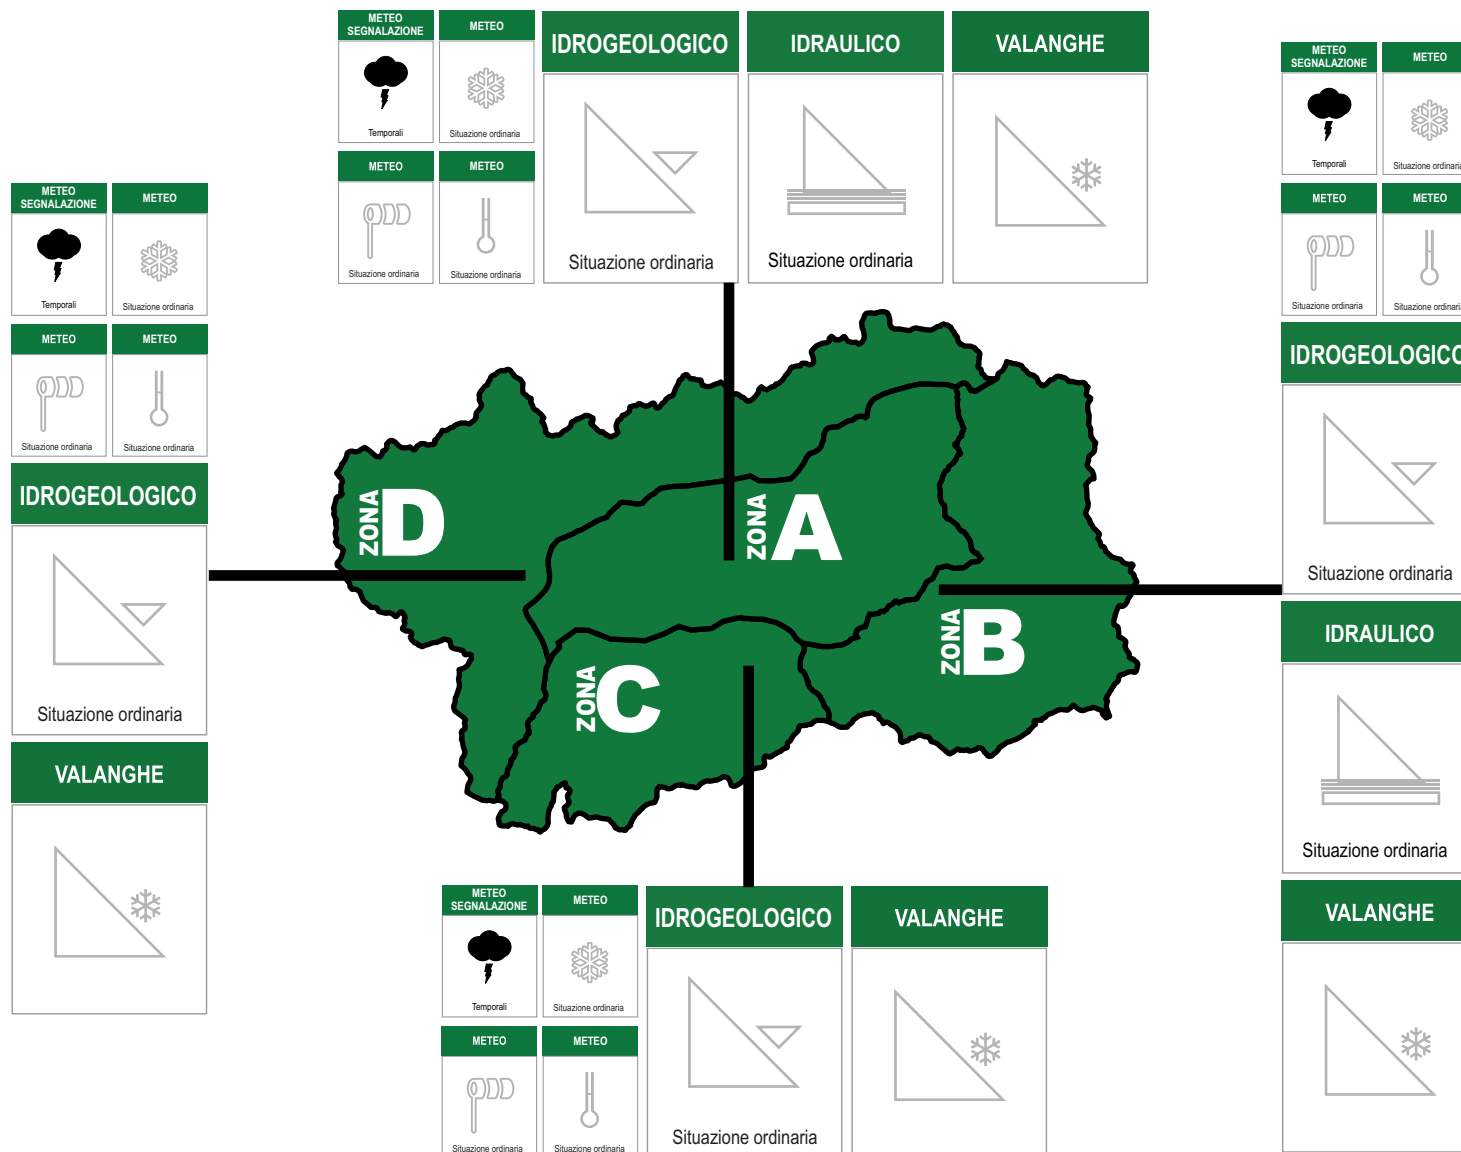 METEO
SEGNALAZIONE
METEO
Temporali
Situazione ordinaria
METEO
METEO
Situazione ordinaria
Situazione ordinaria
IDROGEOLOGICO
Situazione ordinaria
IDRAULICO
Situazione ordinaria
VALANGHE
METEO
SEGNALAZIONE
METEO
Temporali
Situazione ordinaria
METEO
METEO
Situazione ordinaria
Situazione ordinaria
IDROGEOLOGICO
Situazione ordinaria
IDRAULICO
Situazione ordinaria
VALANGHE
METEO
SEGNALAZIONE
METEO
Temporali
Situazione ordinaria
METEO
METEO
Situazione ordinaria
Situazione ordinaria
IDROGEOLOGICO
Situazione ordinaria
VALANGHE
ZONA D
ZONA A
ZONA B
ZONA C
METEO
SEGNALAZIONE
METEO
Temporali
Situazione ordinaria
METEO
METEO
Situazione ordinaria
Situazione ordinaria
IDROGEOLOGICO
Situazione ordinaria
VALANGHE